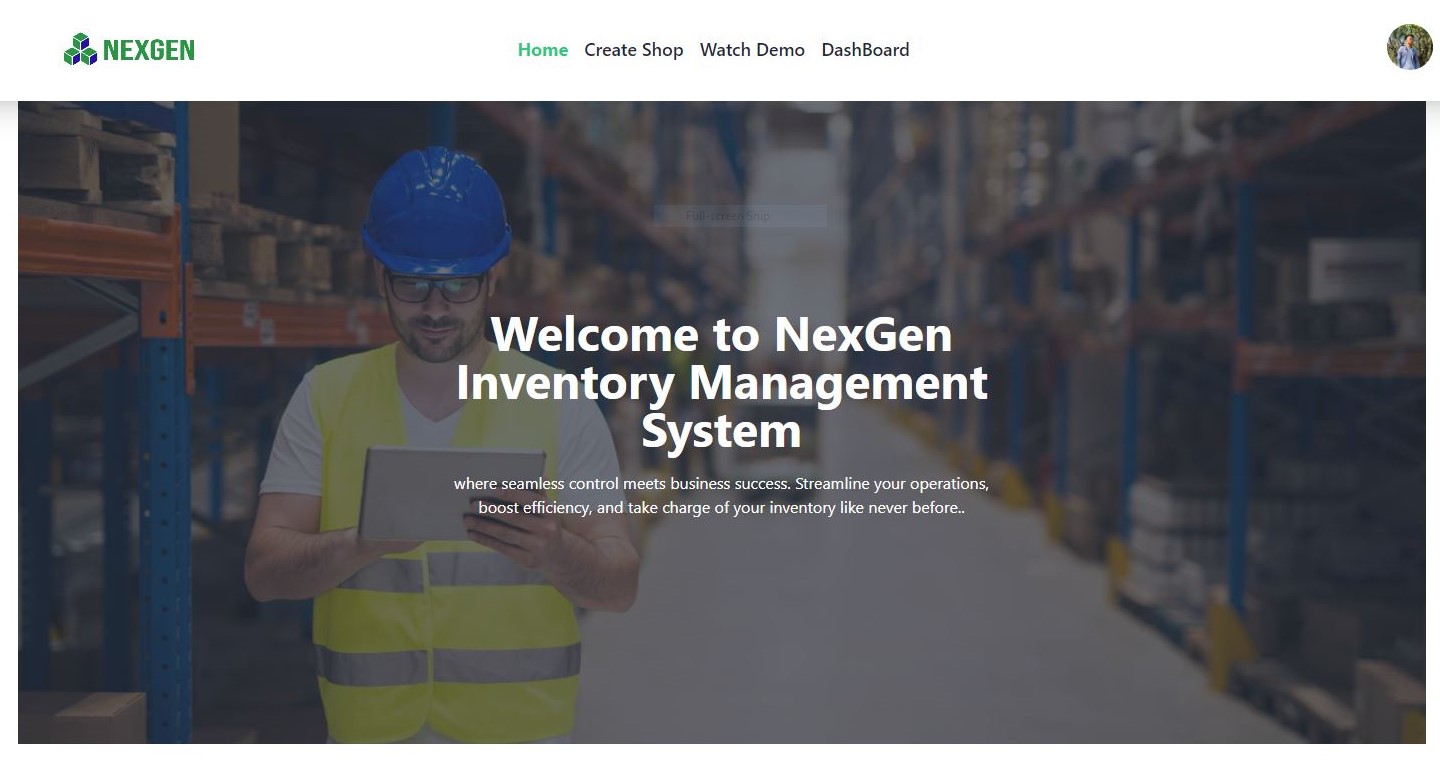 NEXGEN
Home Create Shop Watch Demo DashBoard
Full-screen Snip
Welcome to NexGen
Inventory Management
System
where seamless control meets business success. Streamline your operations,
boost efficiency, and take charge of your inventory like never before..